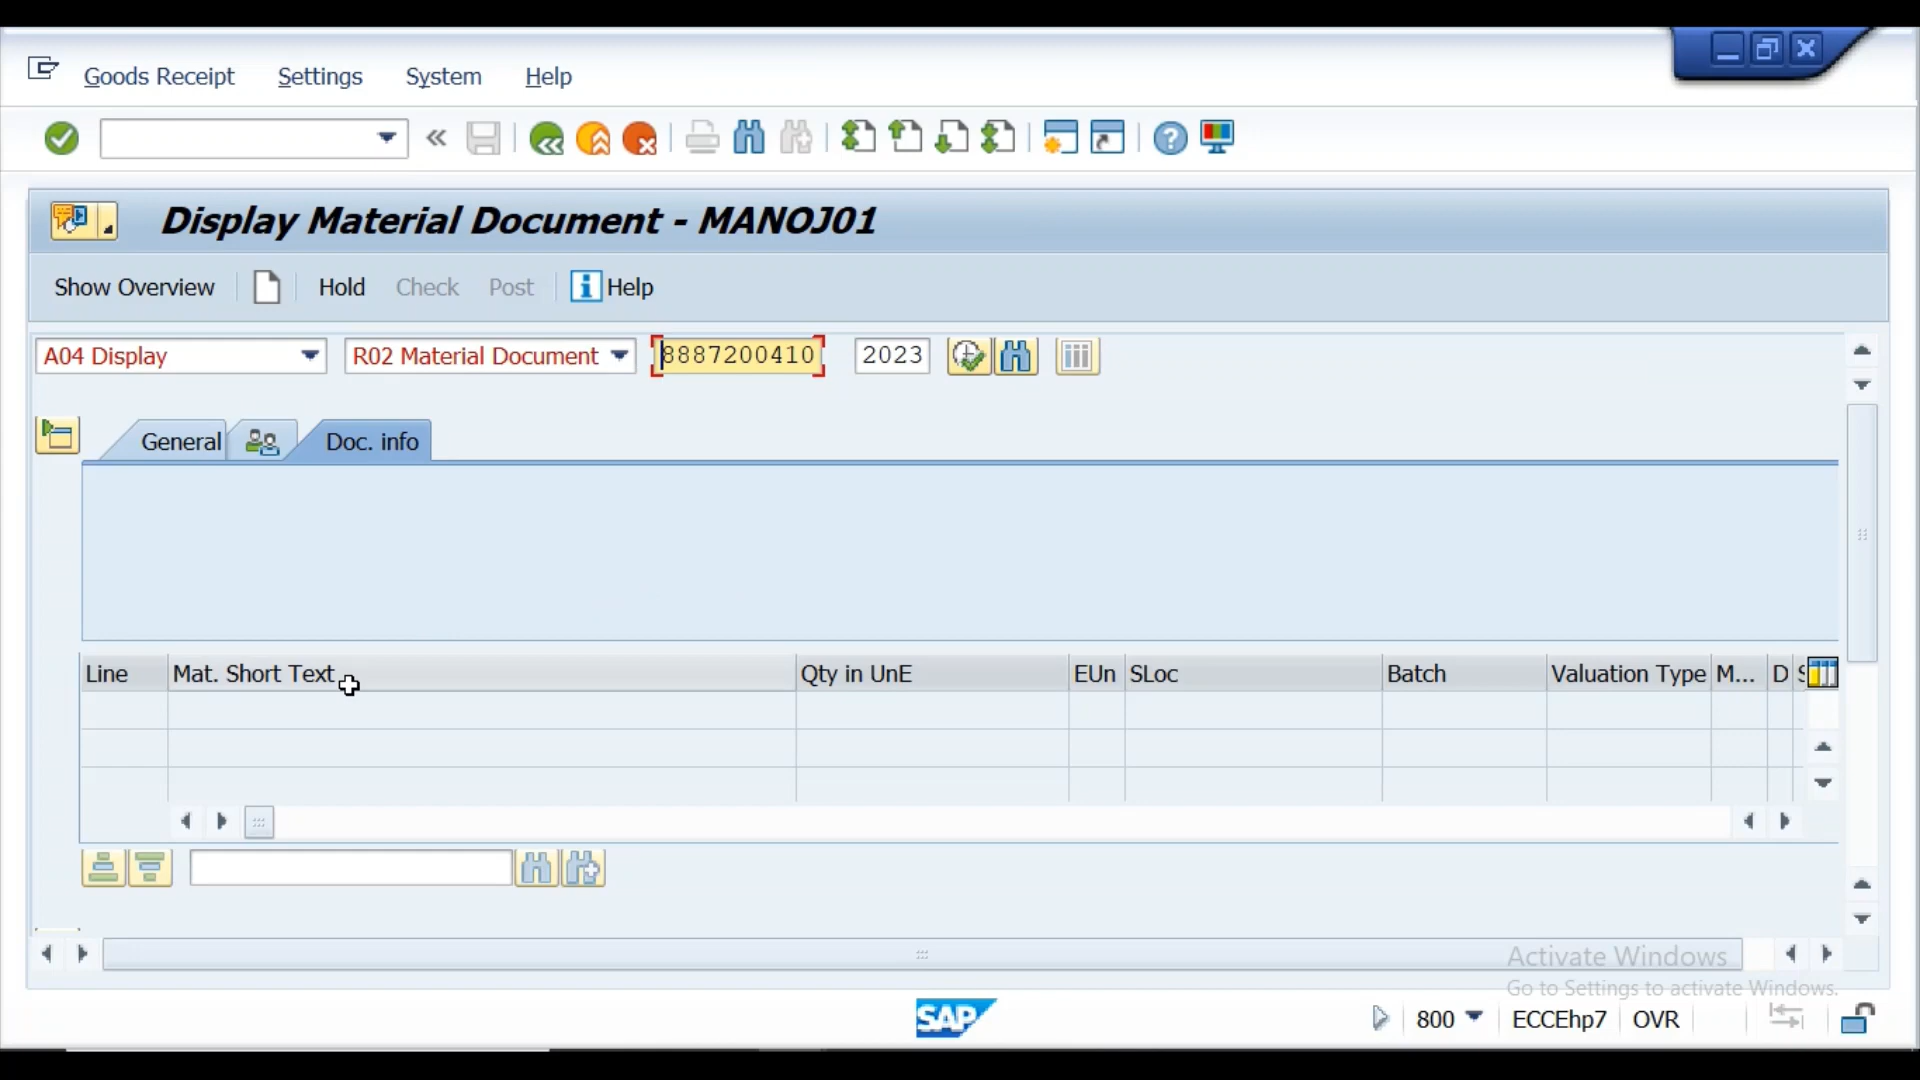 Goods Receipt Settings System Help
Display Material Document - MANOJ01
Show Overview Hold Check Post Help
A04 Display R02 Material Document 8887200410 2023
General Doc. info
Line Mat. Short Text Qty in UnE EUn SLoc Batch Valuation Type M... D S
Activate Windows
Go to Settings to activate Windows.
SAP 800 ECCEhp7 OVR